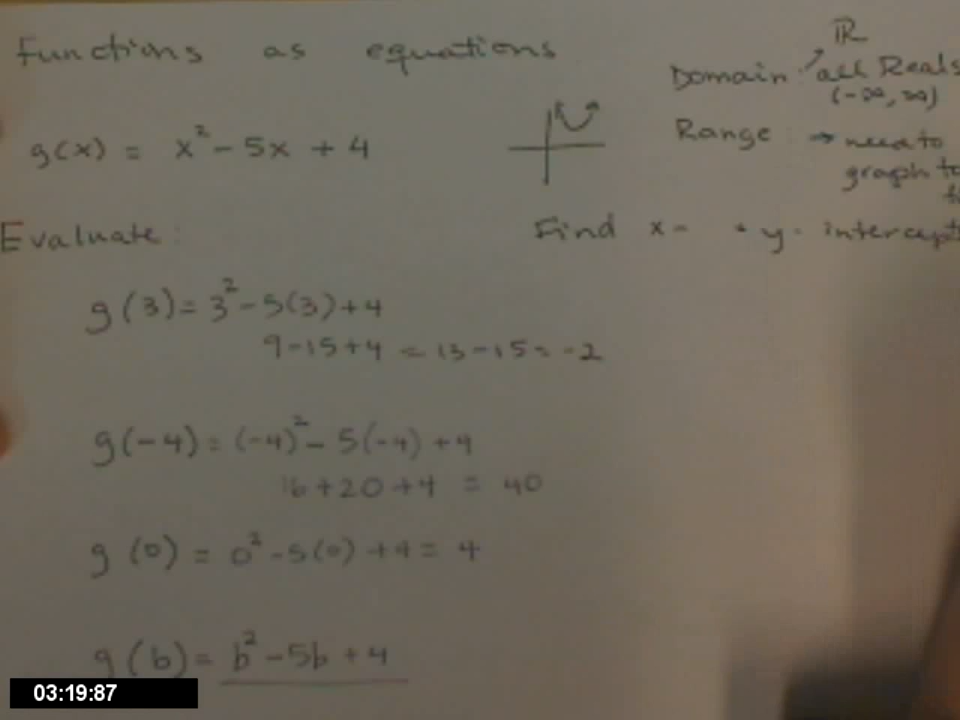 Functions as equations
g(x) = x² - 5x + 4
Evaluate:
g(3) = 3² - 5(3) + 4
9 - 15 + 4 = 13 - 15 = -2
g(-4) = (-4)² - 5(-4) + 4
16 + 20 + 4 = 40
g(0) = 0² - 5(0) + 4 = 4
g(b) = b² - 5b + 4
ℝ
Domain → all Reals
(-∞, ∞)
Range → need to
graph to
Find x- + y- intercept
03:19:87